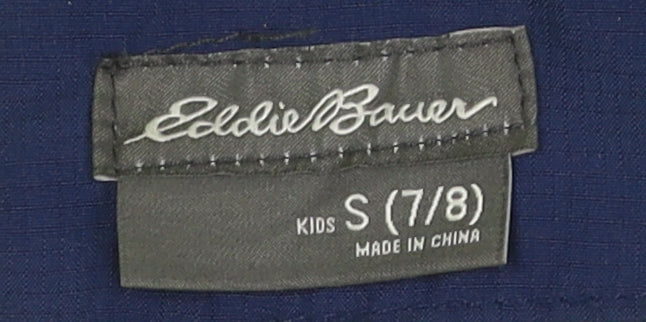 Eddie Bauer
KIDS S (7/8)
MADE IN CHINA